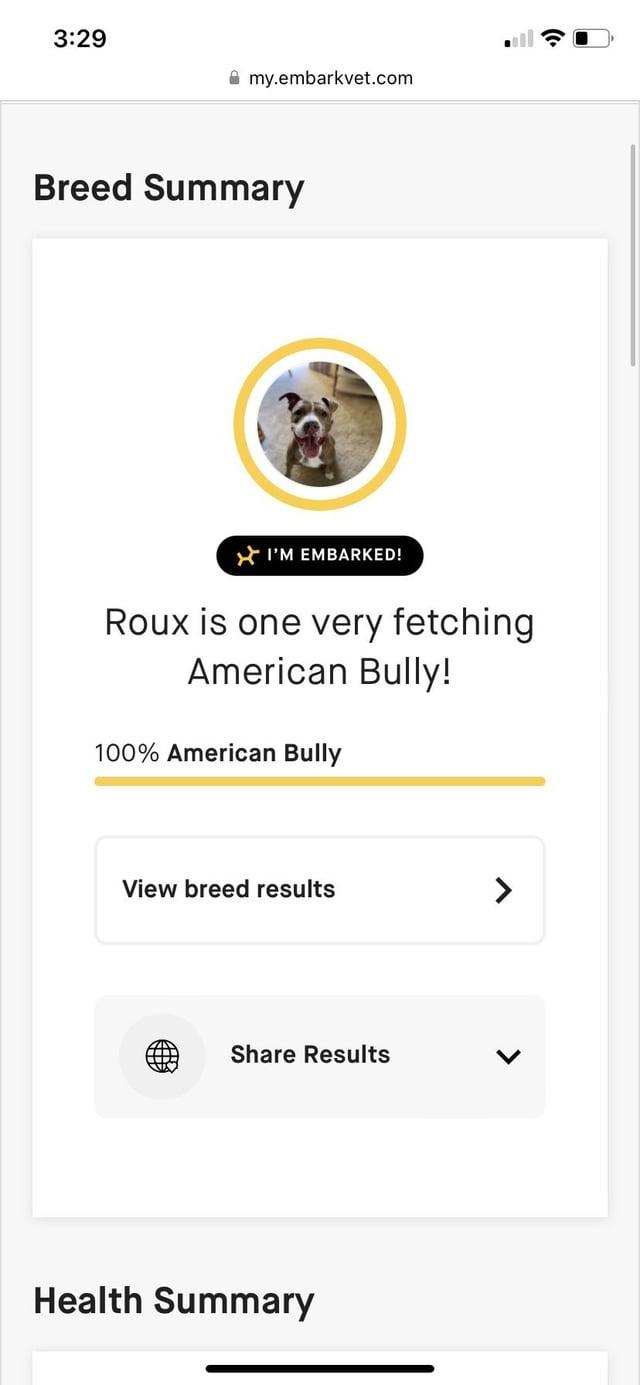 3:29
my.embarkvet.com
Breed Summary
I'M EMBARKED!
Roux is one very fetching
American Bully!
100% American Bully
View breed results
Share Results
Health Summary